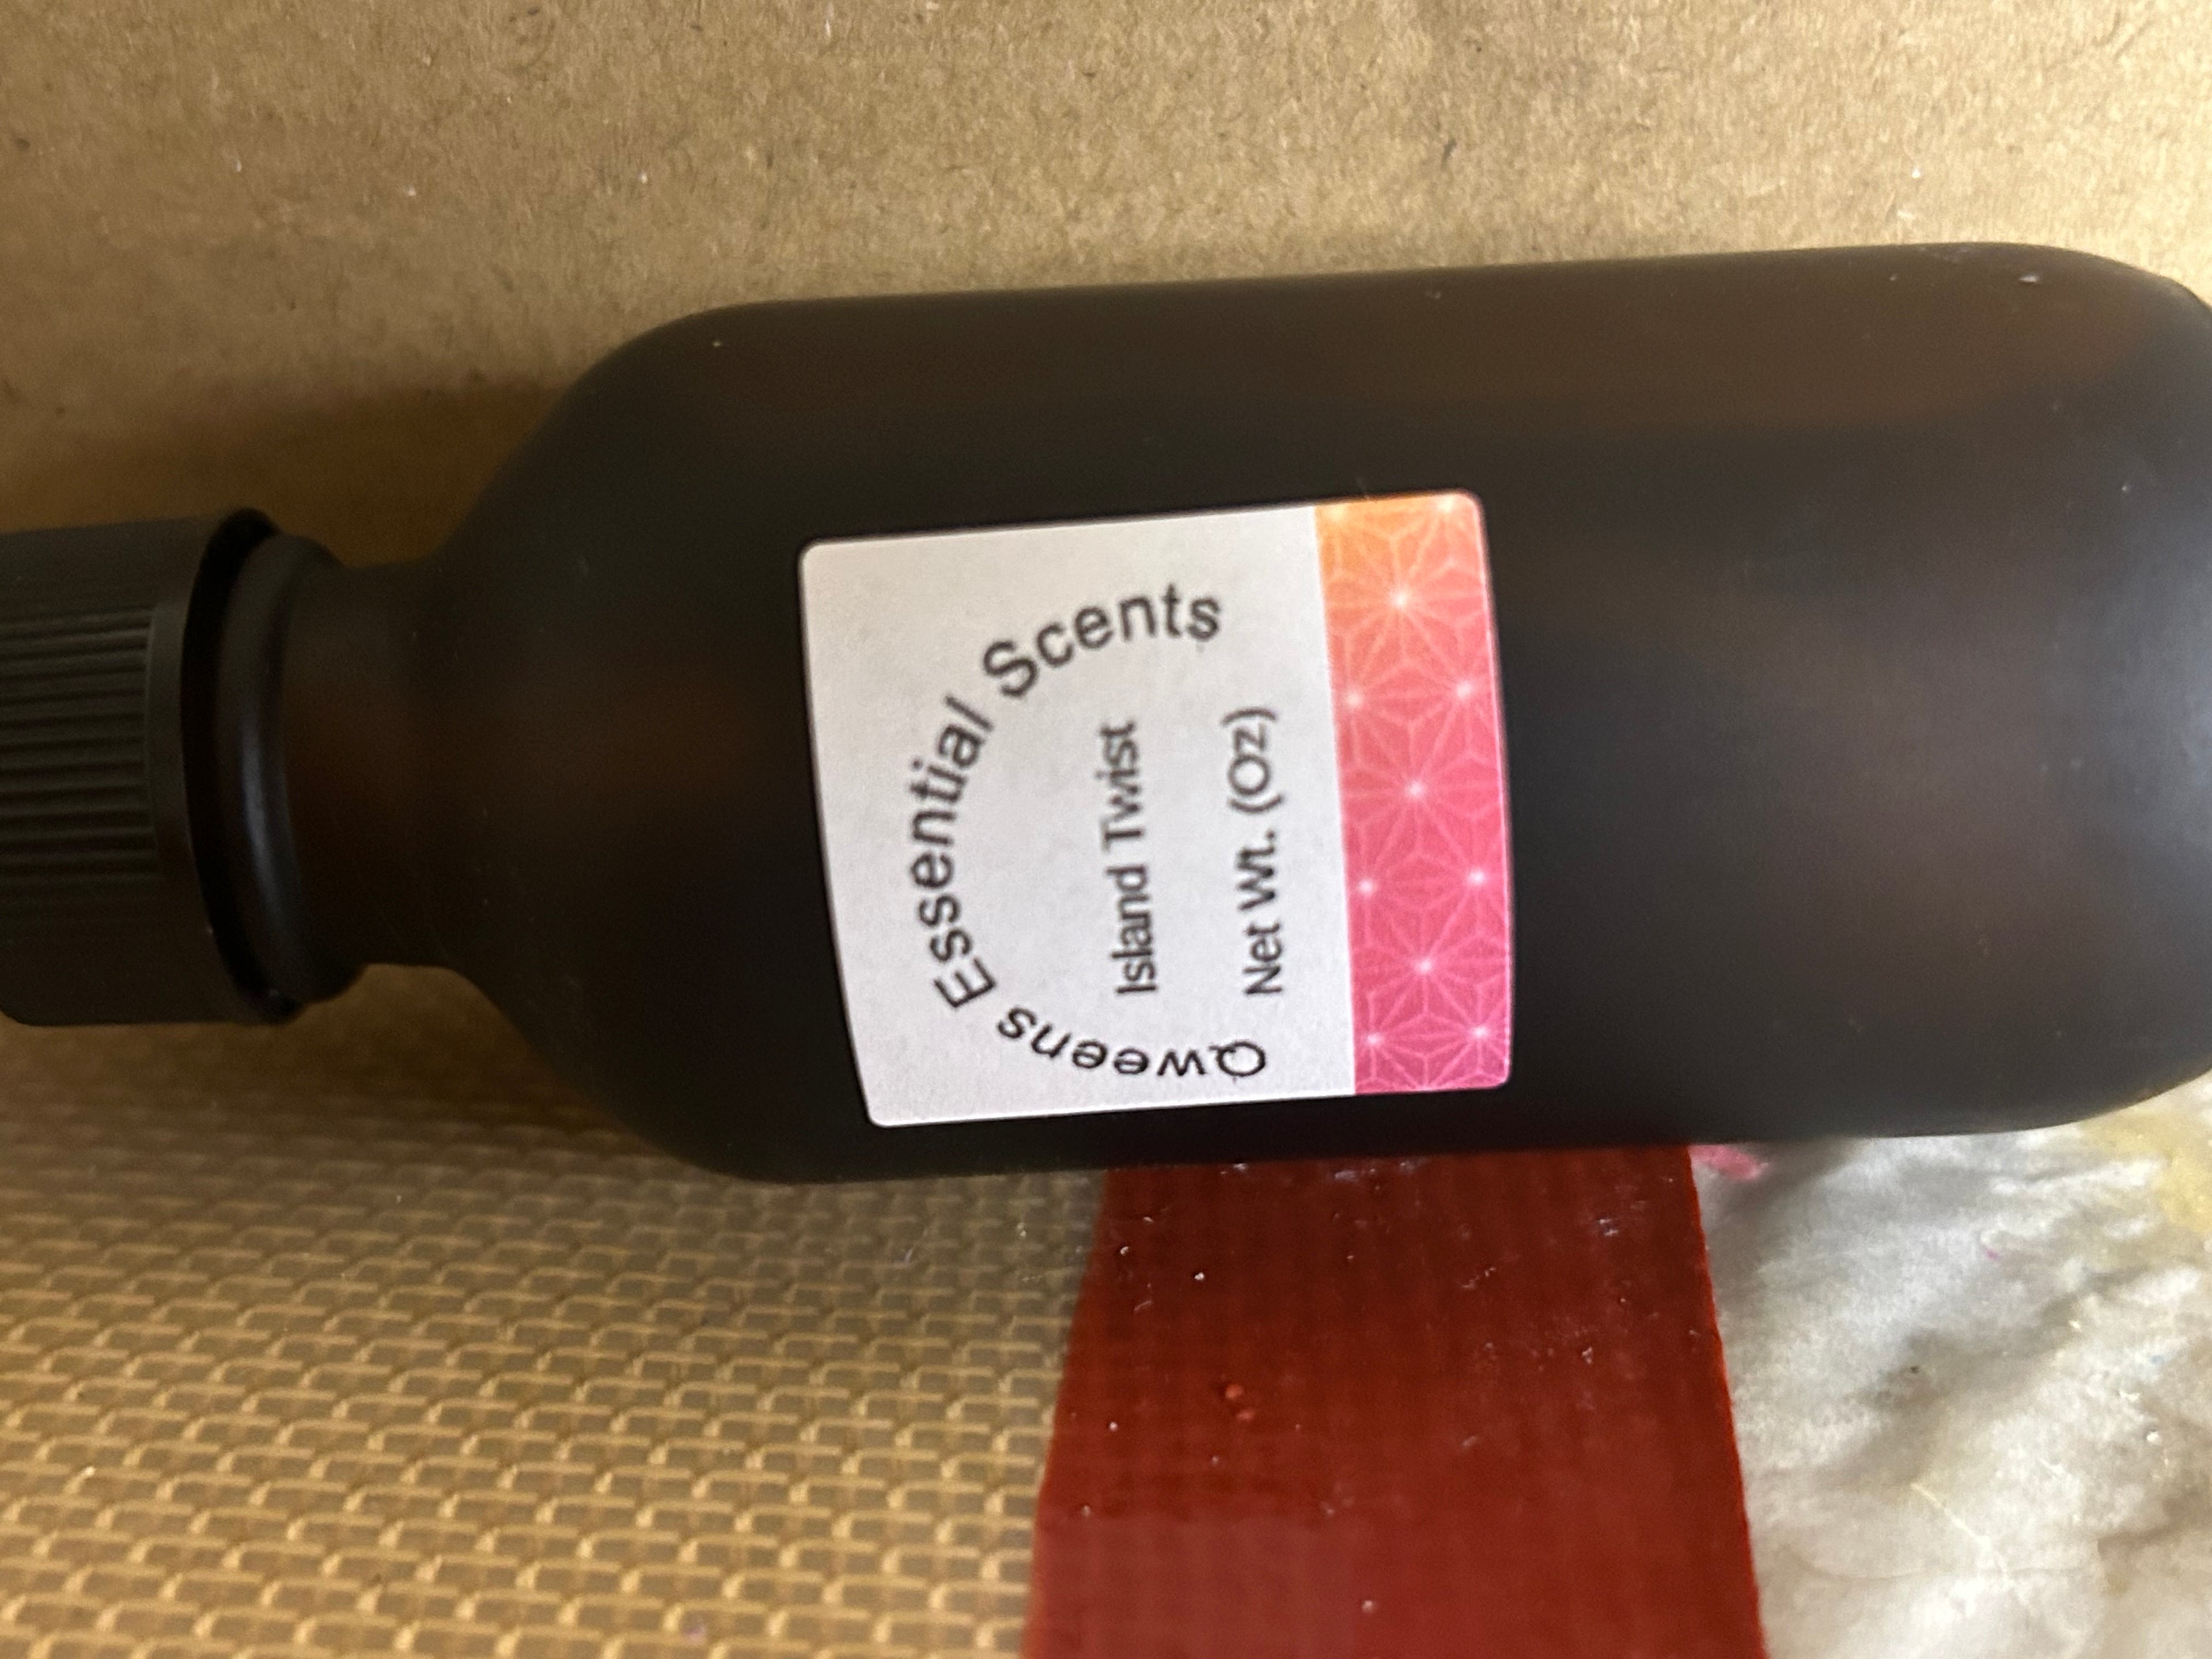 Qweens Essential Scents
Island Twist
Net Wt. (Oz)